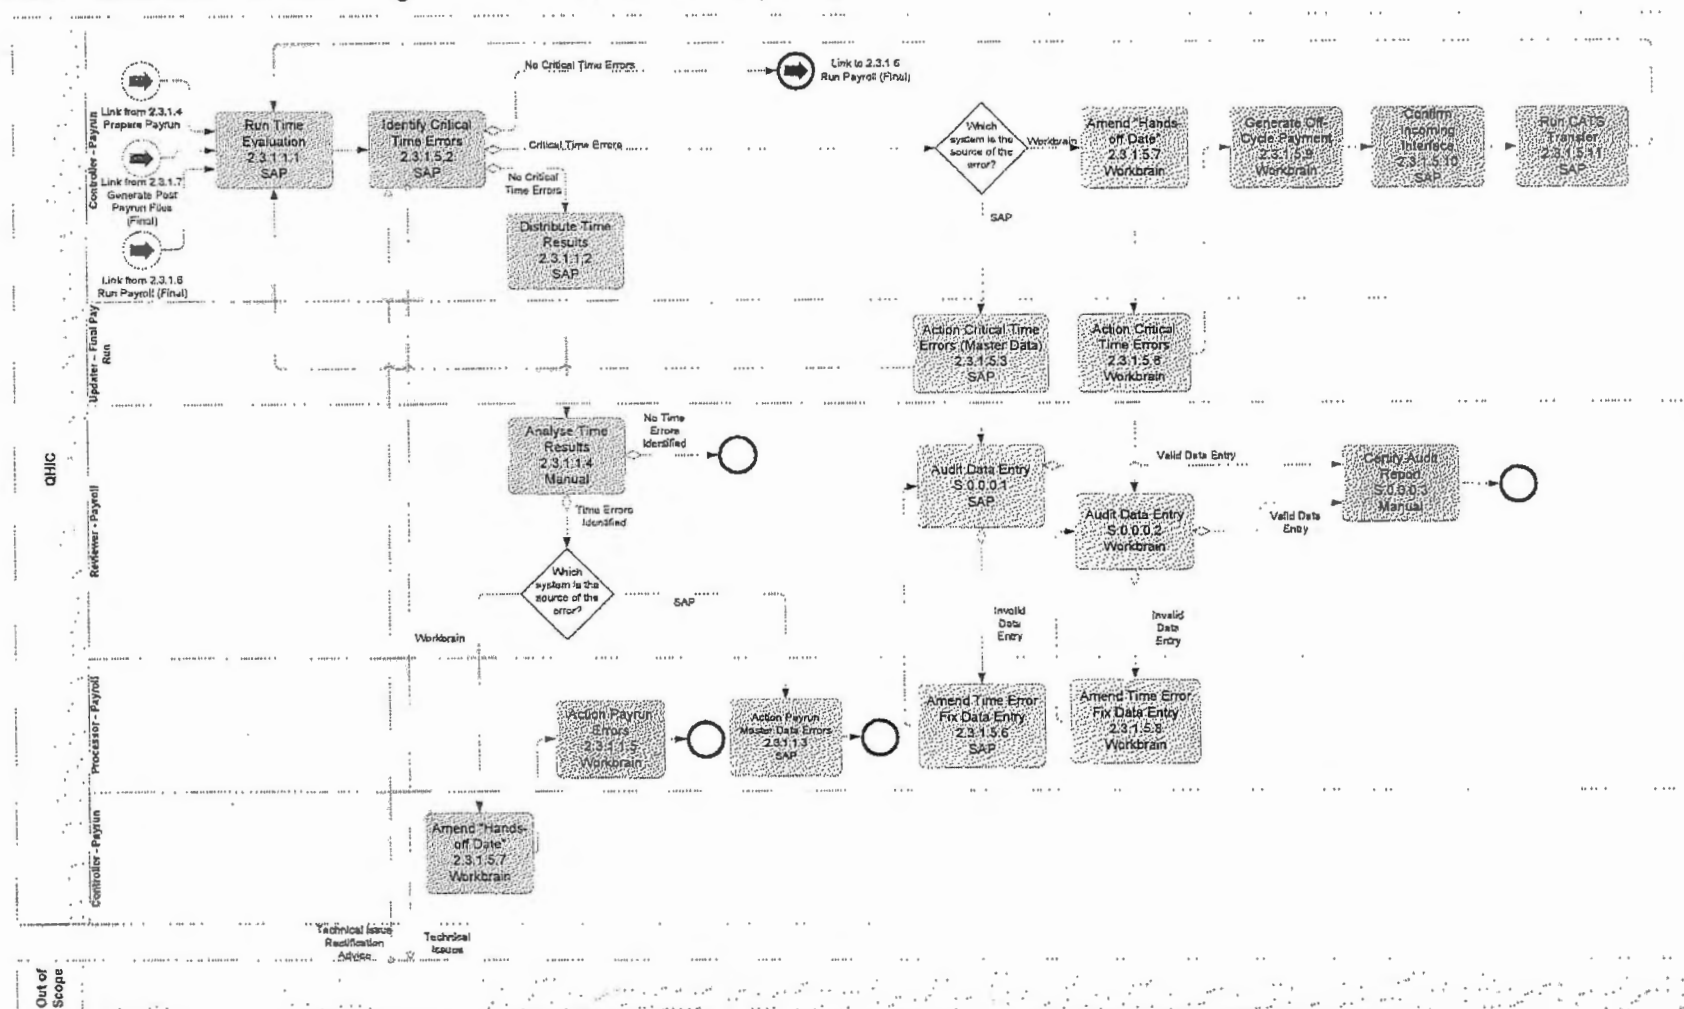 No Critical Time Errors
Link to 2.3.1.6
Run Payroll (Final)
Link from 2.3.1.4
Prepare Payrun
Link from 2.3.1.7
Generate Post
Payrun Files
(Final)
Link from 2.3.1.6
Run Payroll (Final)
Run Time
Evaluation
2.3.1.1.1
SAP
Identify Critical
Time Errors
2.3.1.5.2
SAP
Critical Time Errors
No Critical
Time Errors
Distribute Time
Results
2.3.1.1.2
SAP
Which
system is the
source of the
error?
Workbrain
SAP
Amend "Hands-
off Date"
2.3.1.5.7
Workbrain
Generate Off-
Cycle Payment
2.3.1.5.9
Workbrain
Confirm
Incoming
Interface
2.3.1.5.10
SAP
Run CATS
Transfer
2.3.1.5.11
SAP
Controller - Payrun
QHIC
Updater - Final Pay
Run
Action Critical Time
Errors (Master Data)
2.3.1.5.3
SAP
Action Critical
Time Errors
2.3.1.5.8
Workbrain
Reviewer - Payroll
Analyse Time
Results
2.3.1.1.4
Manual
No Time
Errors
Identified
Time Errors
Identified
Which
system is the
source of the
error?
Workbrain
SAP
Audit Data Entry
S.0.0.0.1
SAP
Valid Data Entry
Audit Data Entry
S.0.0.0.2
Workbrain
Valid Data
Entry
Certify Audit
Report
S.0.0.0.3
Manual
Invalid
Data
Entry
Invalid
Data
Entry
Processor - Payroll
Action Payrun
Errors
2.3.1.1.5
Workbrain
Action Payrun
Master Data Errors
2.3.1.1.3
SAP
Amend Time Error
Fix Data Entry
2.3.1.5.6
SAP
Amend Time Error
Fix Data Entry
2.3.1.5.8
Workbrain
Controller - Payrun
Amend "Hands-
off Date"
2.3.1.5.7
Workbrain
Technical Issue
Rectification
Advice
Technical
Issues
Out of
Scope